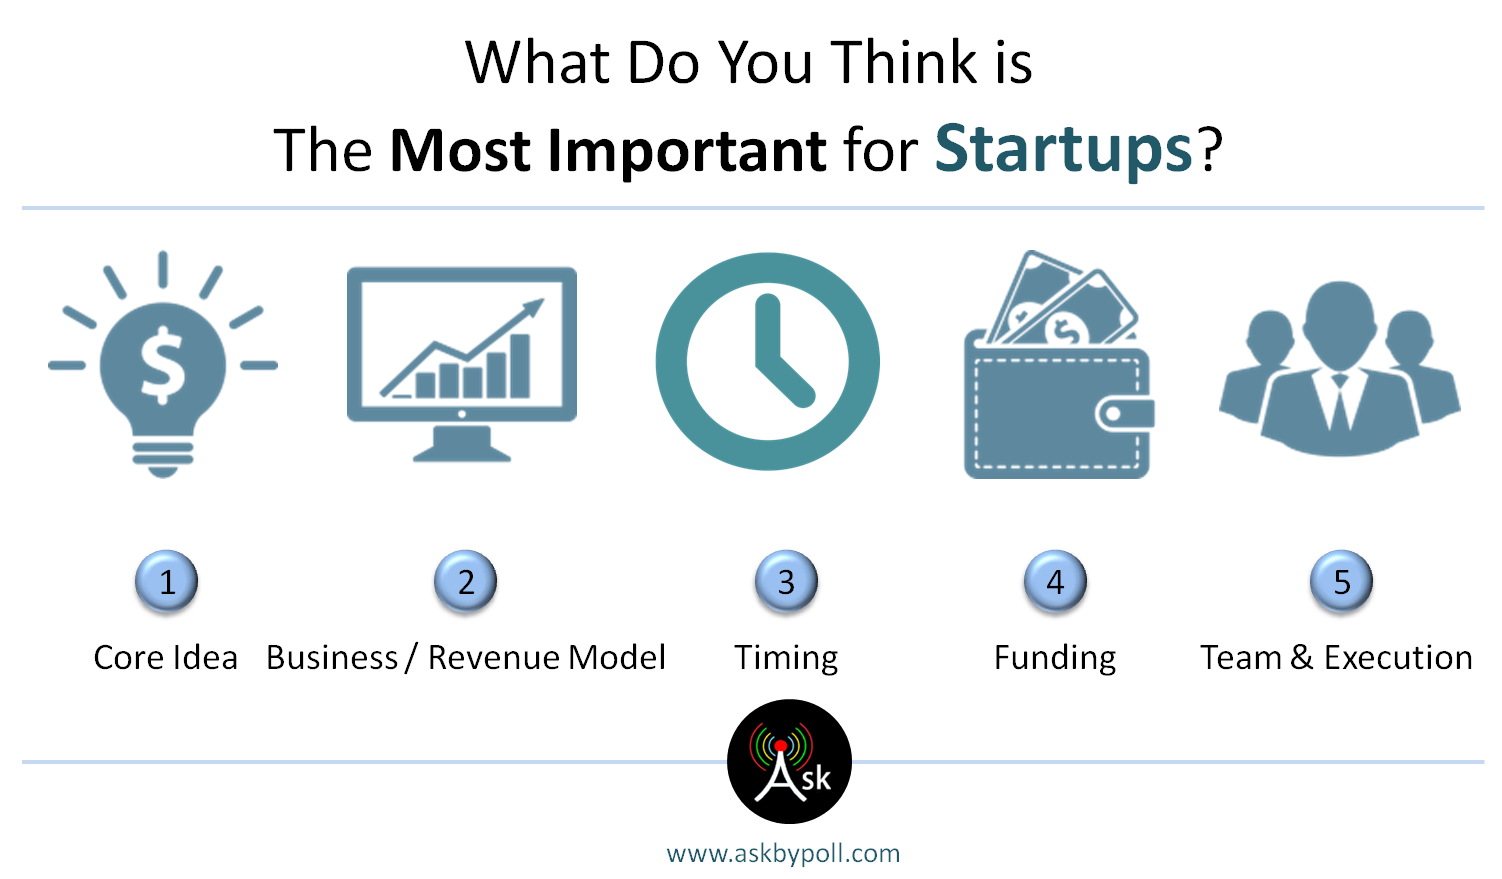 What Do You Think is
The Most Important for Startups?
$
$
1
2
3
4
5
Core Idea
Business / Revenue Model
Timing
Funding
Team & Execution
Ask
www.askbypoll.com